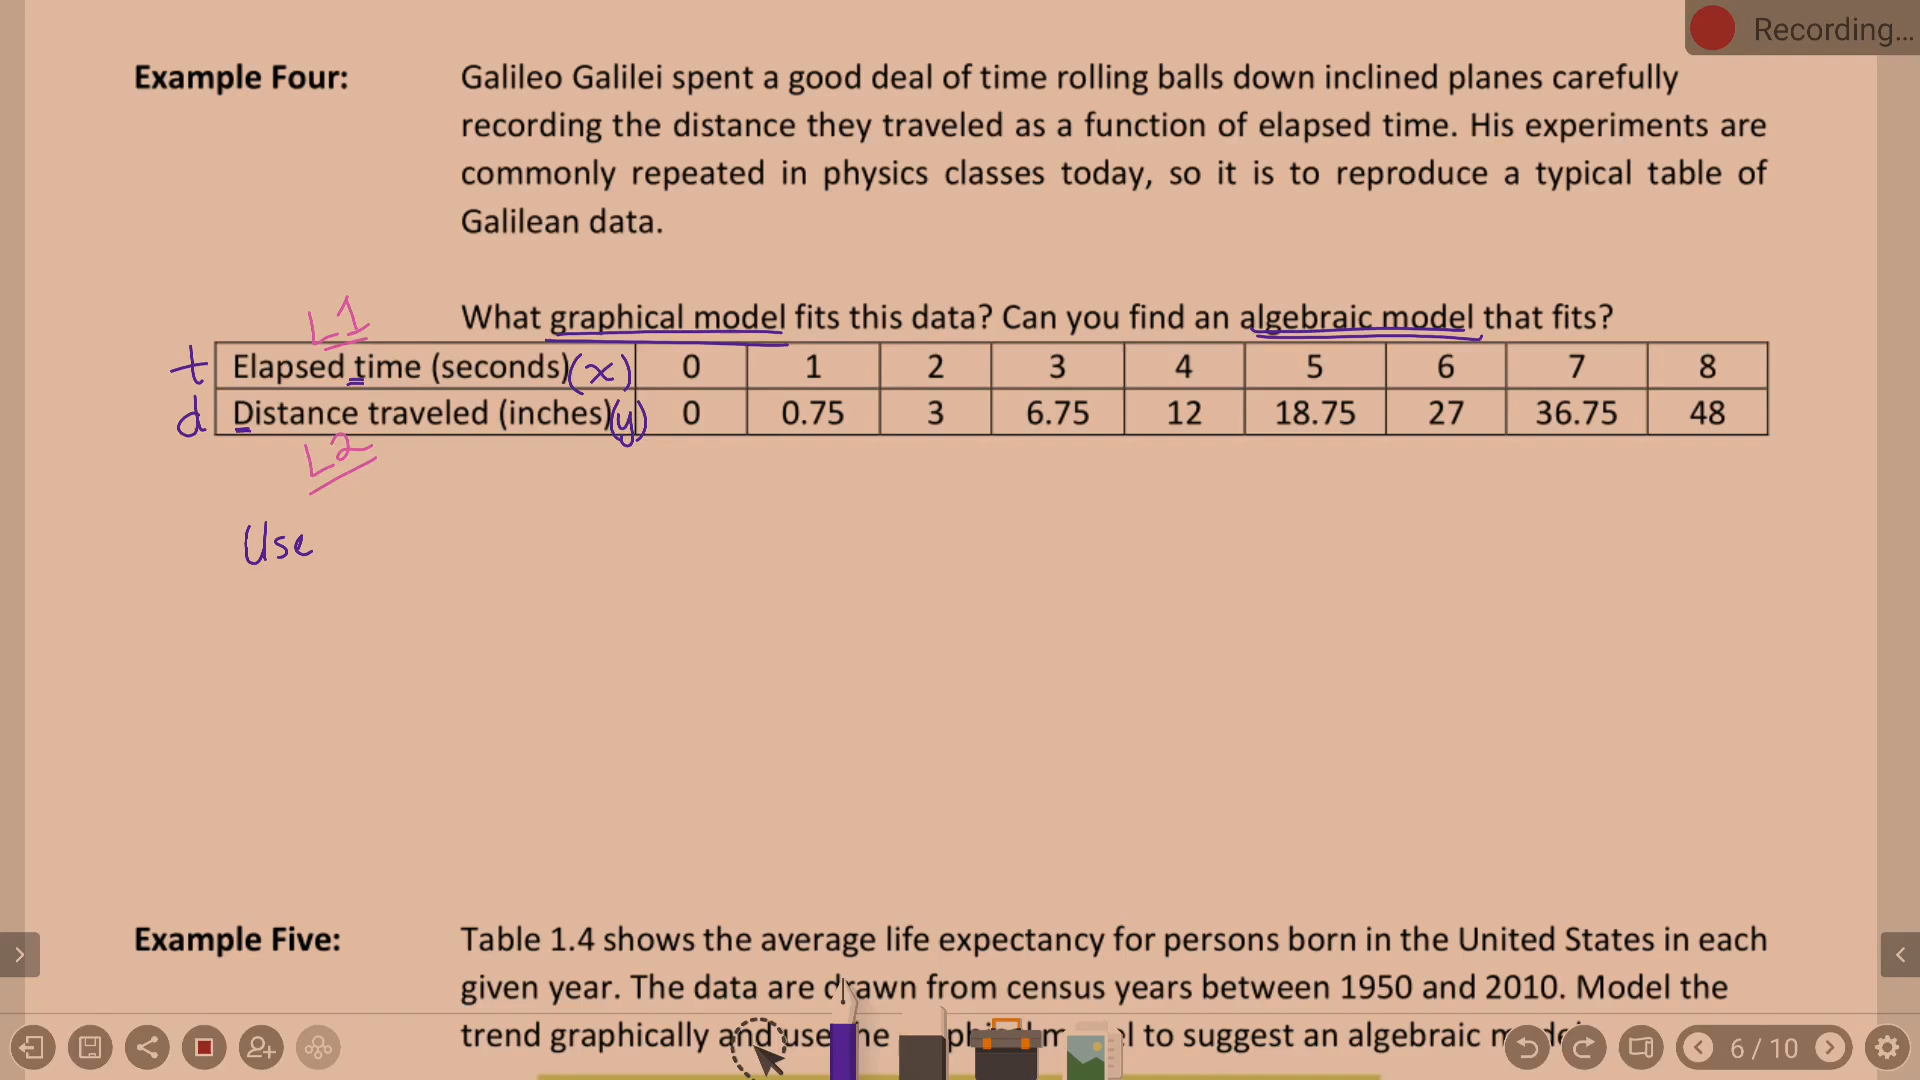 Recording...
Example Four: Galileo Galilei spent a good deal of time rolling balls down inclined planes carefully
recording the distance they traveled as a function of elapsed time. His experiments are
commonly repeated in physics classes today, so it is to reproduce a typical table of
Galilean data.
What graphical model fits this data? Can you find an algebraic model that fits?
L1
t Elapsed time (seconds) (x) 0 1 2 3 4 5 6 7 8
d Distance traveled (inches) (y) 0 0.75 3 6.75 12 18.75 27 36.75 48
L2
Use
Example Five: Table 1.4 shows the average life expectancy for persons born in the United States in each
given year. The data are drawn from census years between 1950 and 2010. Model the
trend graphically and use to suggest an algebraic
6 / 10